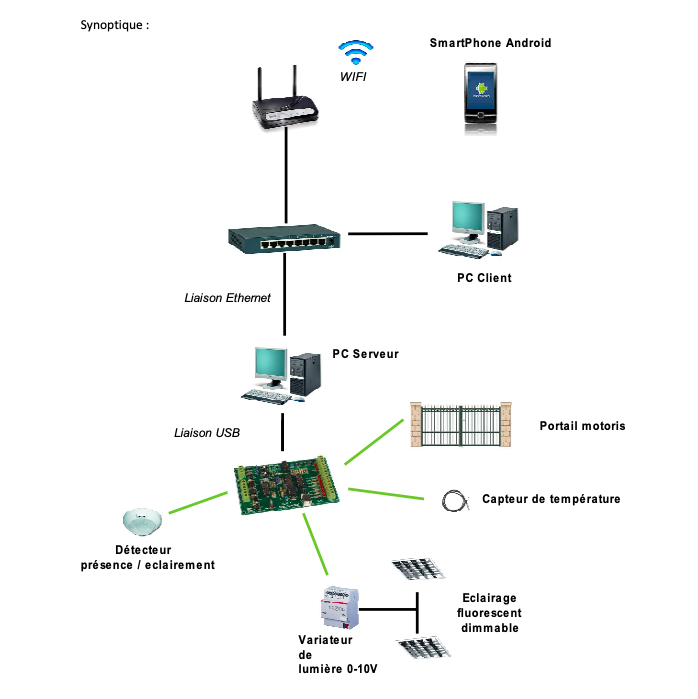 Synoptique :
SmartPhone Android
WIFI
PC Client
Liaison Ethernet
PC Serveur
Liaison USB
Portail motoris
Capteur de température
Détecteur
présence / eclairement
Eclairage
fluorescent
dimmable
Variateur
de
lumière 0-10V